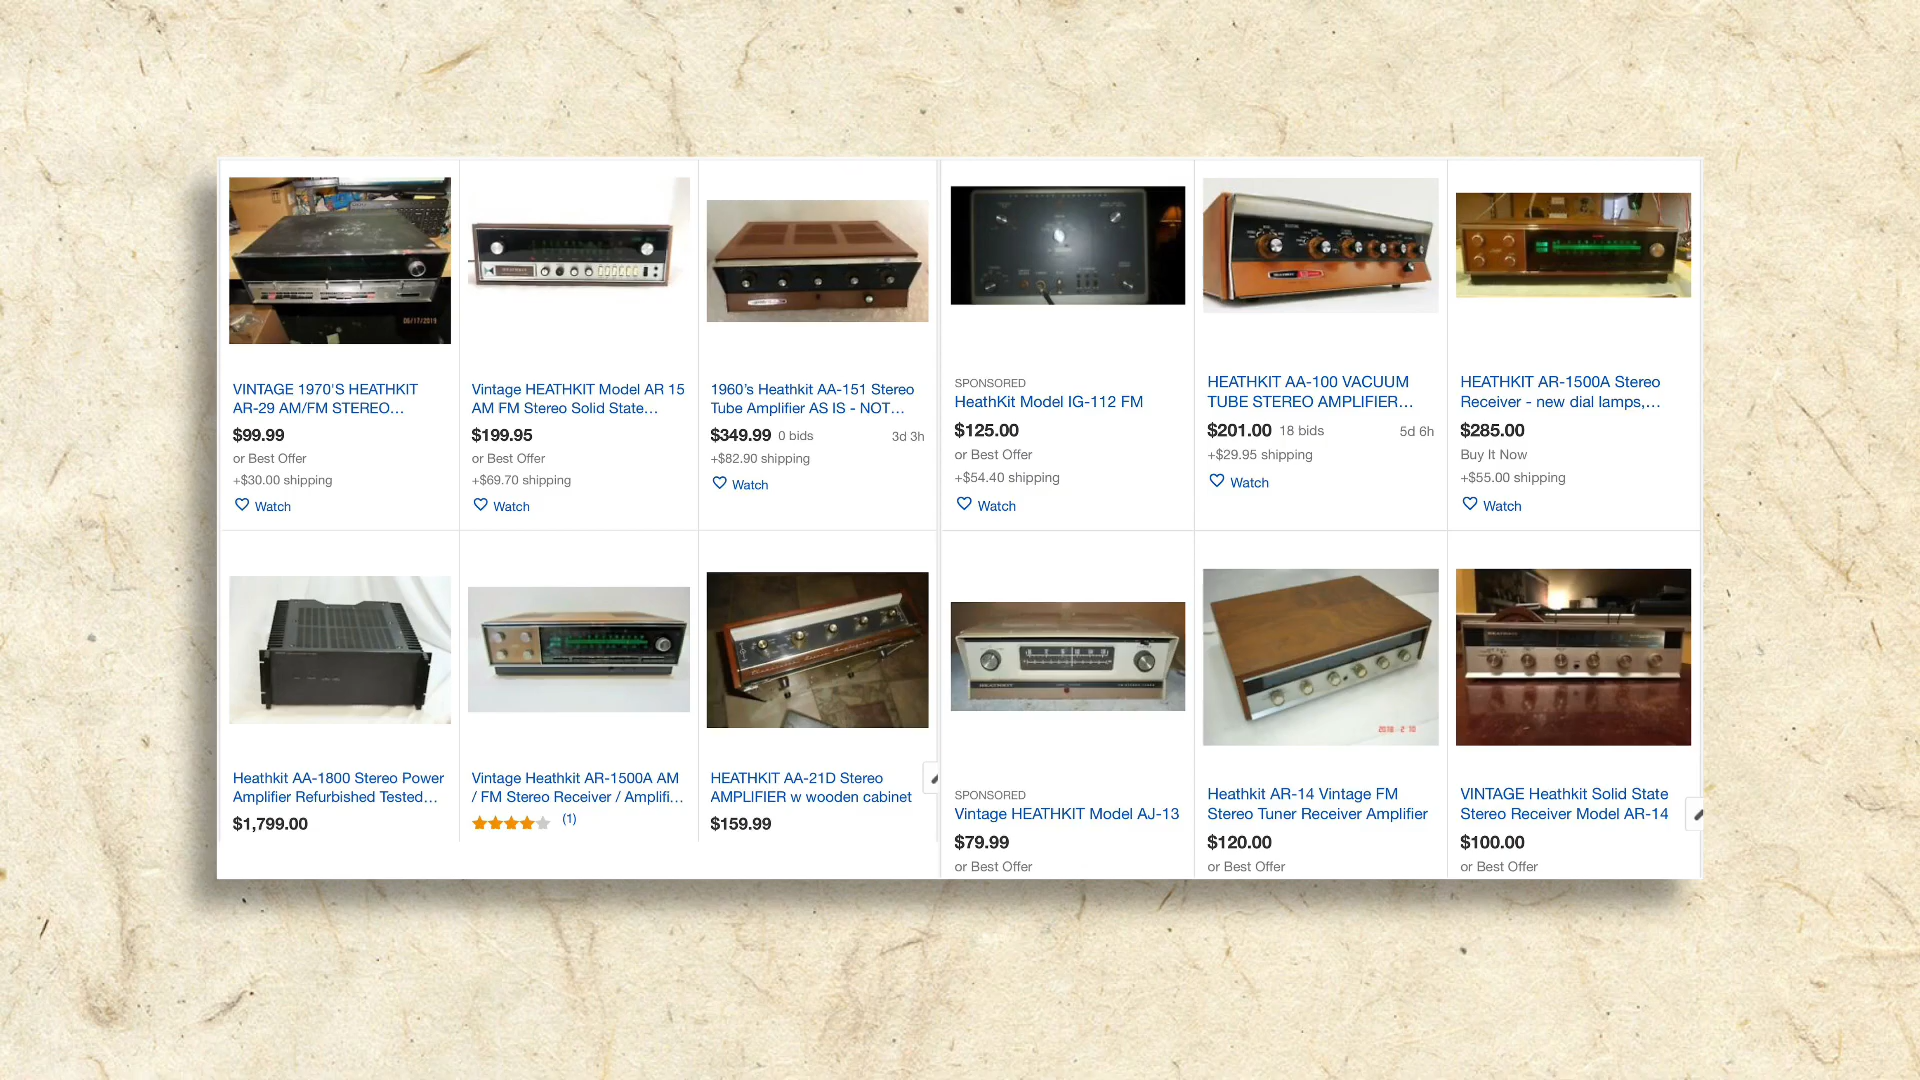 VINTAGE 1970'S HEATHKIT
AR-29 AM/FM STEREO...
$99.99
or Best Offer
+$30.00 shipping
Watch
Vintage HEATHKIT Model AR 15
AM FM Stereo Solid State...
$199.95
or Best Offer
+$69.70 shipping
Watch
1960's Heathkit AA-151 Stereo
Tube Amplifier AS IS - NOT...
$349.99 0 bids 3d 3h
+$82.90 shipping
Watch
SPONSORED
HeathKit Model IG-112 FM
$125.00
or Best Offer
+$54.40 shipping
Watch
HEATHKIT AA-100 VACUUM
TUBE STEREO AMPLIFIER...
$201.00 18 bids 5d 6h
+$29.95 shipping
Watch
HEATHKIT AR-1500A Stereo
Receiver - new dial lamps,...
$285.00
Buy It Now
+$55.00 shipping
Watch
Heathkit AA-1800 Stereo Power
Amplifier Refurbished Tested...
$1,799.00
Vintage Heathkit AR-1500A AM
/ FM Stereo Receiver / Amplifi...
(1)
HEATHKIT AA-21D Stereo
AMPLIFIER w wooden cabinet
$159.99
SPONSORED
Vintage HEATHKIT Model AJ-13
$79.99
or Best Offer
Heathkit AR-14 Vintage FM
Stereo Tuner Receiver Amplifier
$120.00
or Best Offer
VINTAGE Heathkit Solid State
Stereo Receiver Model AR-14
$100.00
or Best Offer
06/17/2019
HEATHKIT